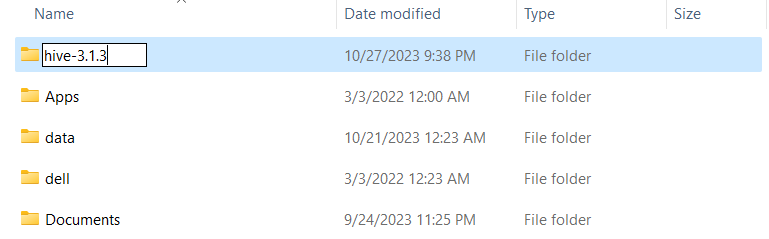 Name Date modified Type Size
hive-3.1.3 10/27/2023 9:38 PM File folder
Apps 3/3/2022 12:00 AM File folder
data 10/21/2023 12:23 AM File folder
dell 3/3/2022 12:23 AM File folder
Documents 9/24/2023 11:25 PM File folder